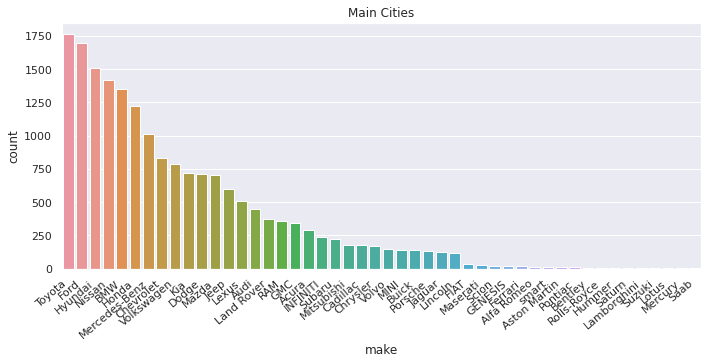 Main Cities
count
1750
1500
1250
1000
750
500
250
0
Toyota
Ford
Hyundai
Nissan
BMW
Honda
Mercedes-Benz
Chevrolet
Volkswagen
Kia
Dodge
Mazda
Jeep
Lexus
Audi
Land Rover
RAM
GMC
Acura
INFINITI
Subaru
Mitsubishi
Cadillac
Chrysler
Volvo
MINI
Buick
Porsche
Jaguar
Lincoln
FIAT
Maserati
Scion
GENESIS
Ferrari
Alfa Romeo
smart
Aston Martin
Pontiac
Bentley
Rolls-Royce
Hummer
Saturn
Lamborghini
Suzuki
Lotus
Mercury
Saab
make